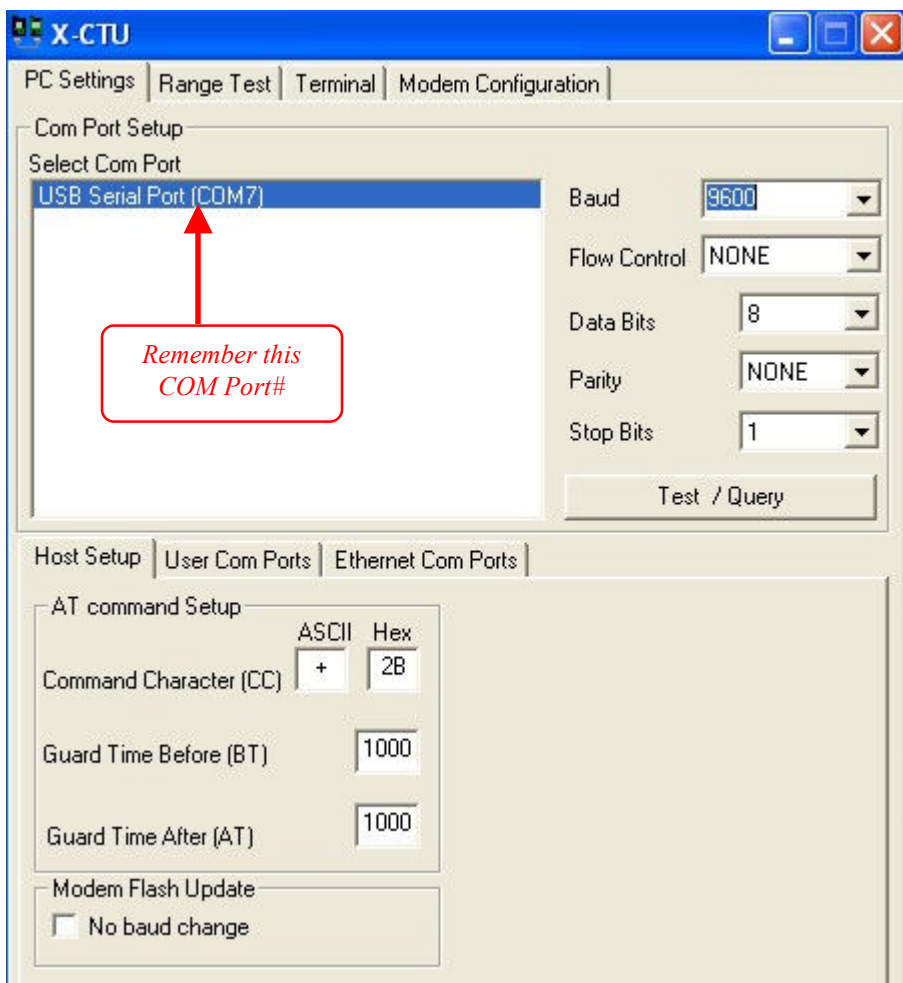 X-CTU
PC Settings Range Test Terminal Modem Configuration
Com Port Setup
Select Com Port
USB Serial Port (COM7)
Baud 9600
Flow Control NONE
Data Bits 8
Parity NONE
Stop Bits 1
Test / Query
Remember this
COM Port#
Host Setup User Com Ports Ethernet Com Ports
AT command Setup
ASCII Hex
Command Character (CC) + 2B
Guard Time Before (BT) 1000
Guard Time After (AT) 1000
Modem Flash Update
No baud change